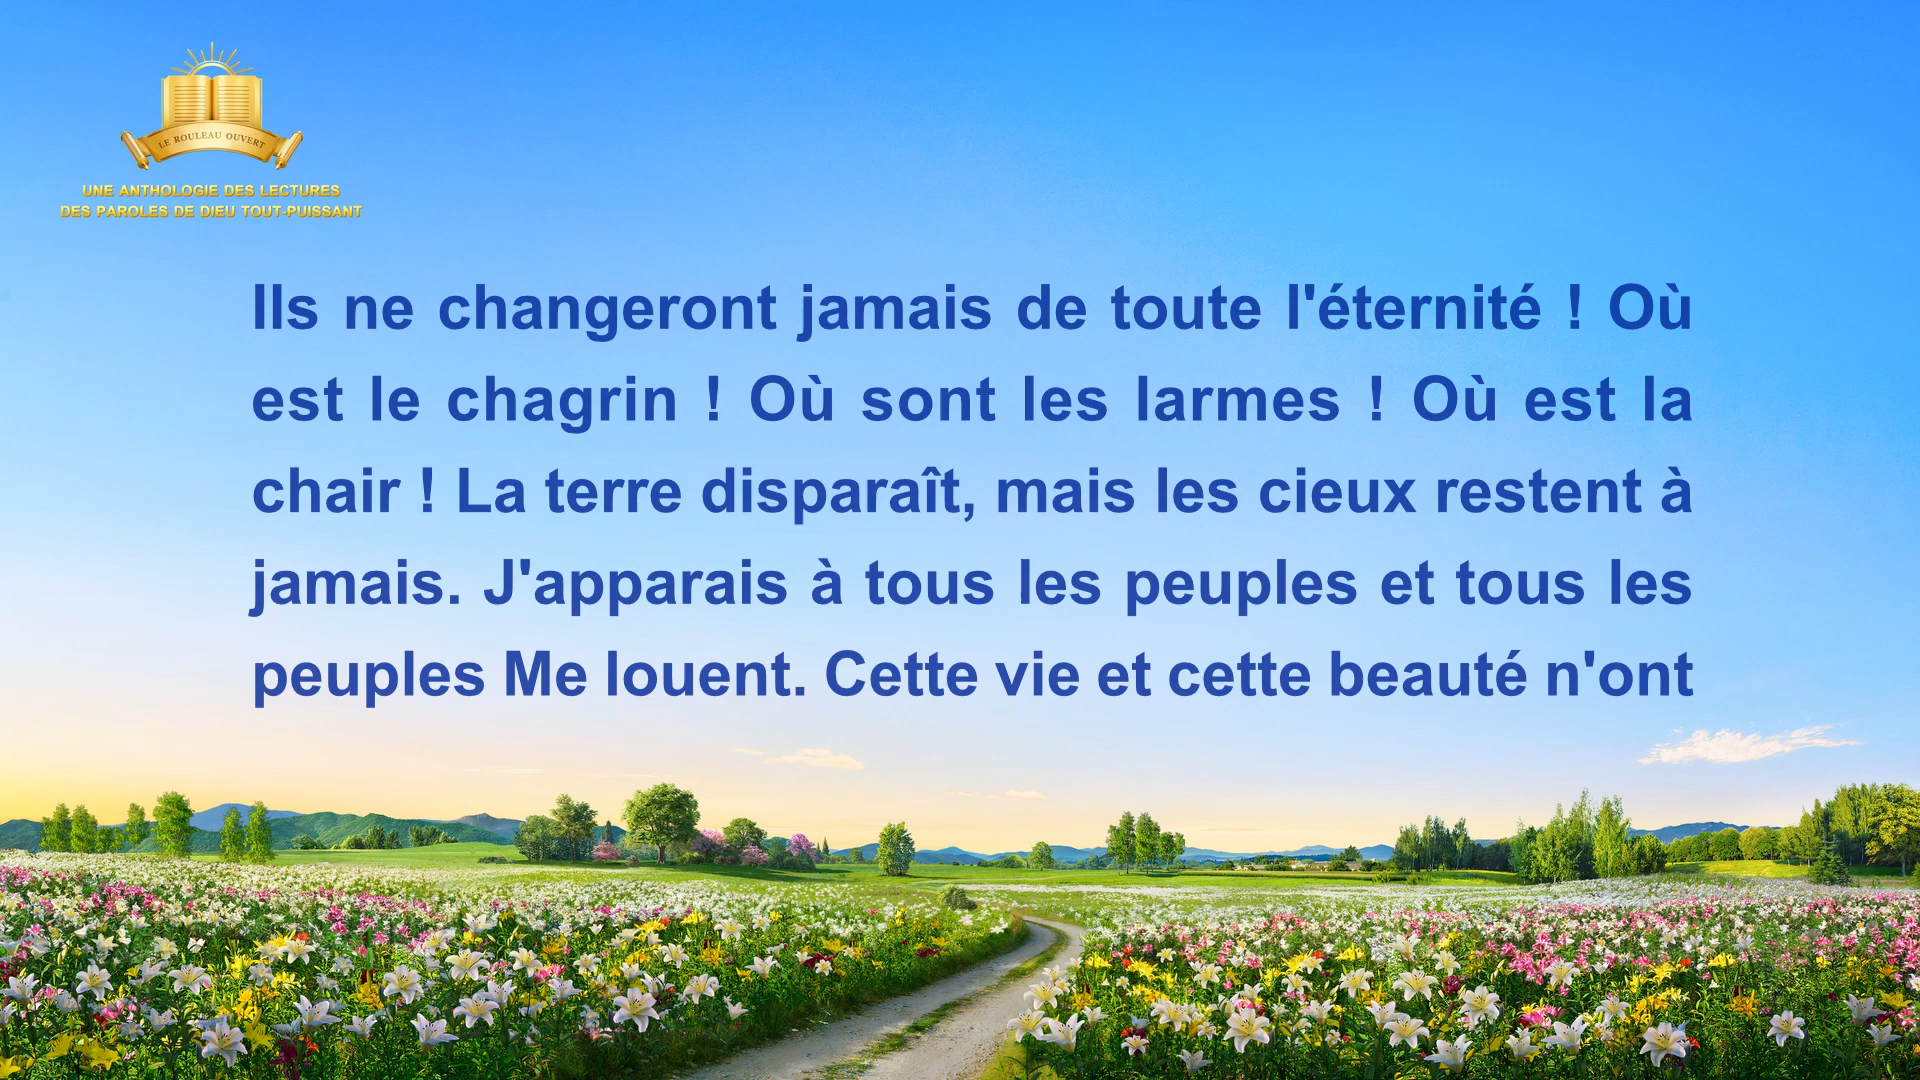 LE ROULEAU OUVERT
UNE ANTHOLOGIE DES LECTURES
DES PAROLES DE DIEU TOUT-PUISSANT
Ils ne changeront jamais de toute l'éternité ! Où
est le chagrin ! Où sont les larmes ! Où est la
chair ! La terre disparaît, mais les cieux restent à
jamais. J'apparais à tous les peuples et tous les
peuples Me louent. Cette vie et cette beauté n'ont